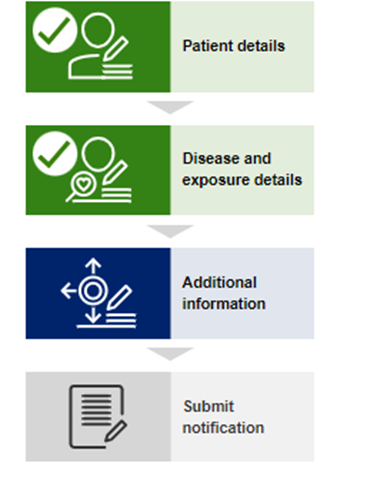 Patient details
Disease and
exposure details
Additional
information
Submit
notification